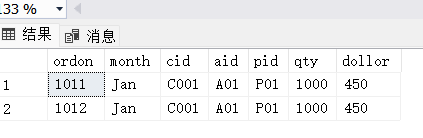 133 %
结果 消息
ordon month cid aid pid qty dollor
1 1011 Jan C001 A01 P01 1000 450
2 1012 Jan C001 A01 P01 1000 450